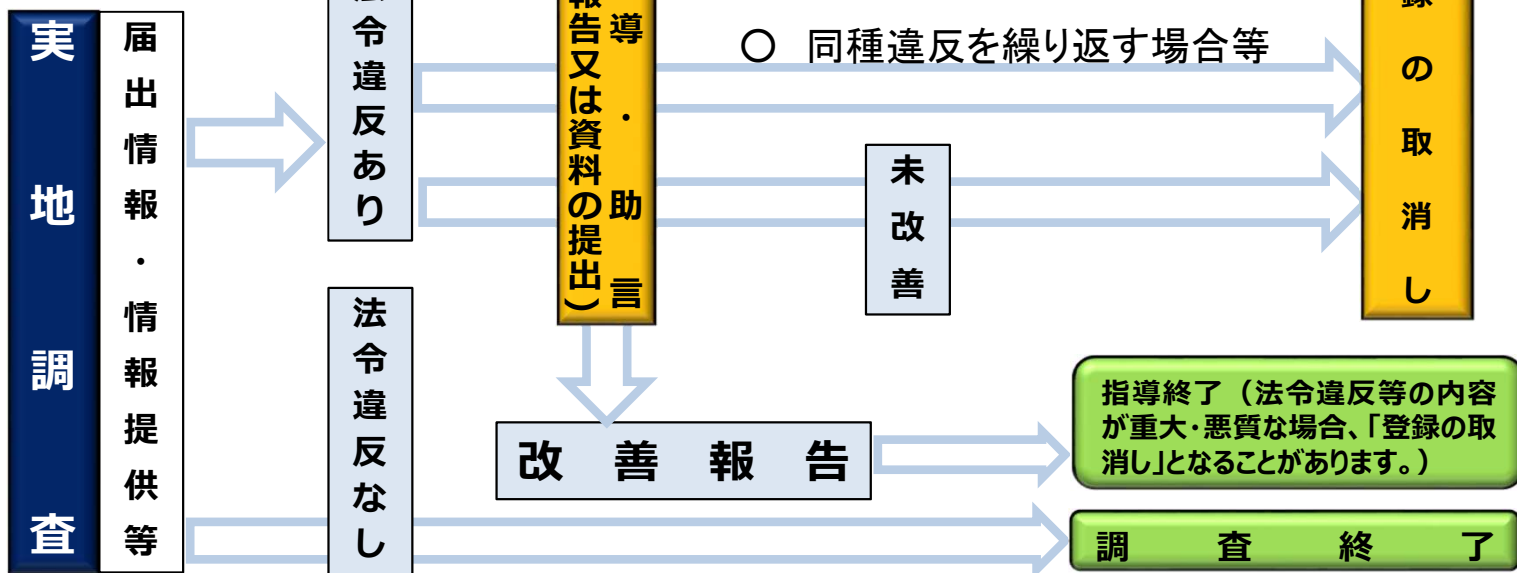 実地調査
届出情報・情報提供等
法令違反あり
法令違反なし
導・助言
報告又は資料の提出）
○ 同種違反を繰り返す場合等
未改善
録の取消し
改善報告
指導終了（法令違反等の内容
が重大・悪質な場合、「登録の取
消し」となることがあります。）
調査終了